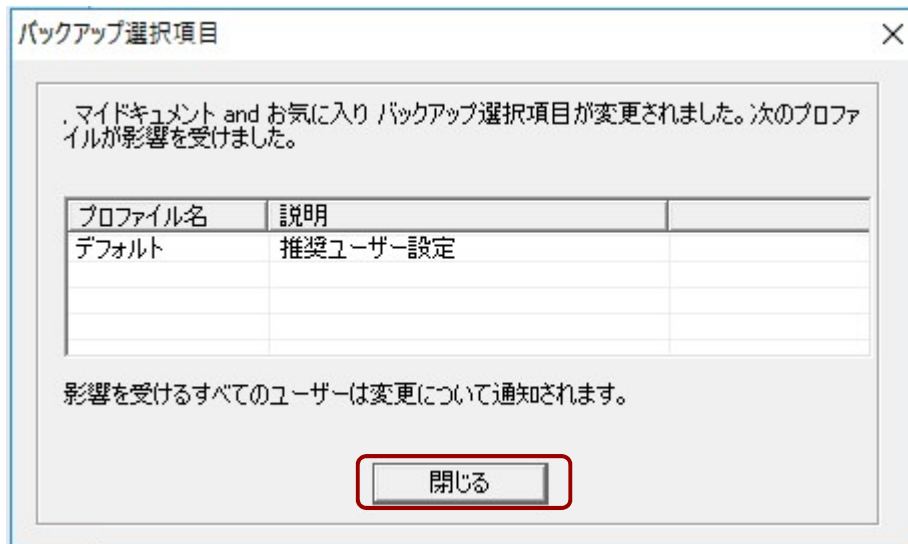 バックアップ選択項目
. マイドキュメント and お気に入り バックアップ選択項目が変更されました。次のプロファ
イルが影響を受けました。
プロファイル名 説明
デフォルト 推奨ユーザー設定
影響を受けるすべてのユーザーは変更について通知されます。
閉じる